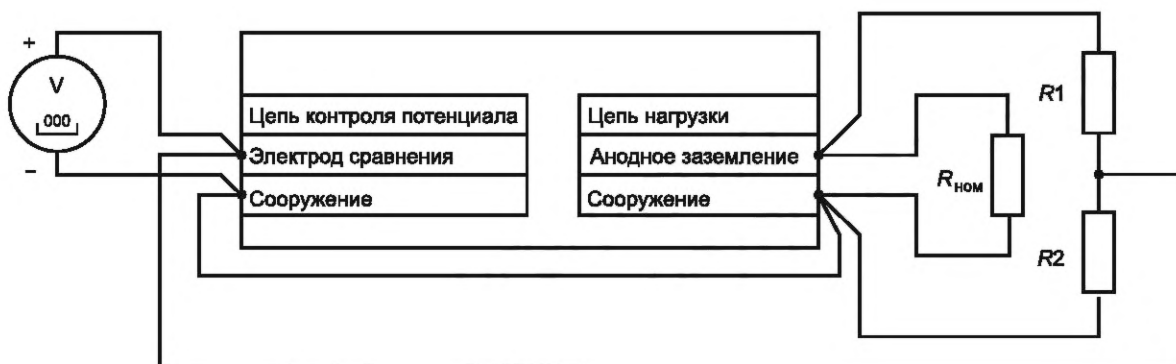 +
V
000
−
Цепь контроля потенциала
Электрод сравнения
Сооружение
Цепь нагрузки
Анодное заземление
Сооружение
Rном
R1
R2